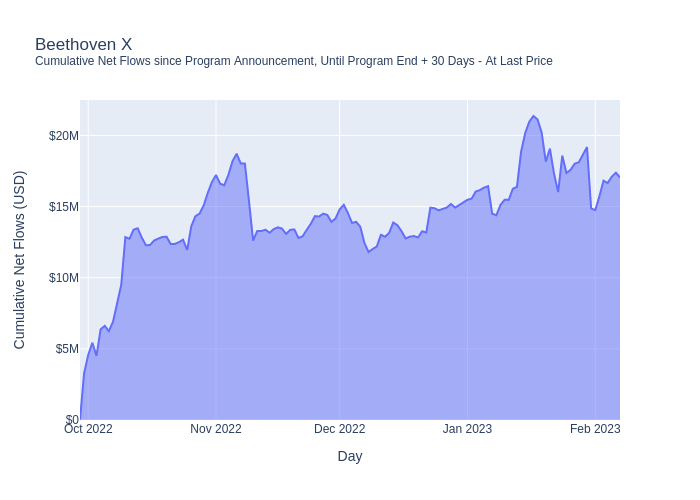 Beethoven X
Cumulative Net Flows since Program Announcement, Until Program End + 30 Days - At Last Price
Cumulative Net Flows (USD)
$20M
$15M
$10M
$5M
$0
Oct 2022
Nov 2022
Dec 2022
Jan 2023
Feb 2023
Day